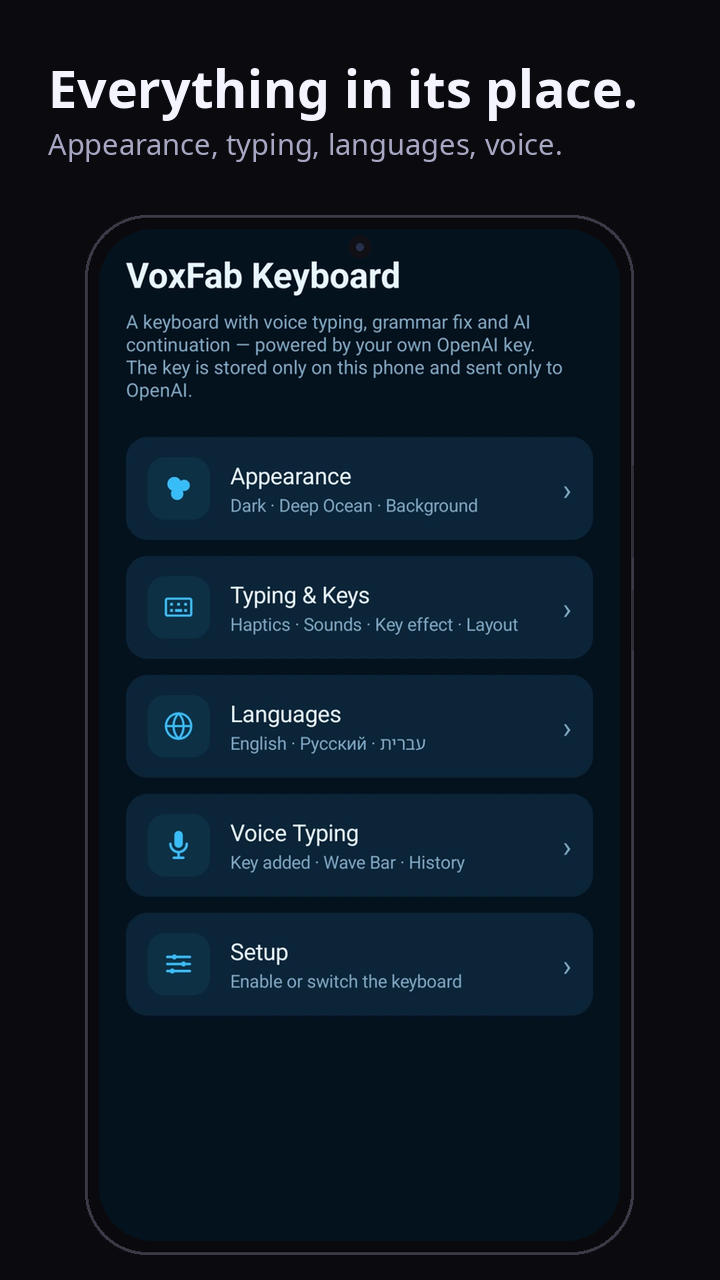 Everything in its place.
Appearance, typing, languages, voice.
VoxFab Keyboard
A keyboard with voice typing, grammar fix and AI
continuation — powered by your own OpenAI key.
The key is stored only on this phone and sent only to
OpenAI.
Appearance
Dark · Deep Ocean · Background
Typing & Keys
Haptics · Sounds · Key effect · Layout
Languages
English · Русский · עברית
Voice Typing
Key added · Wave Bar · History
Setup
Enable or switch the keyboard